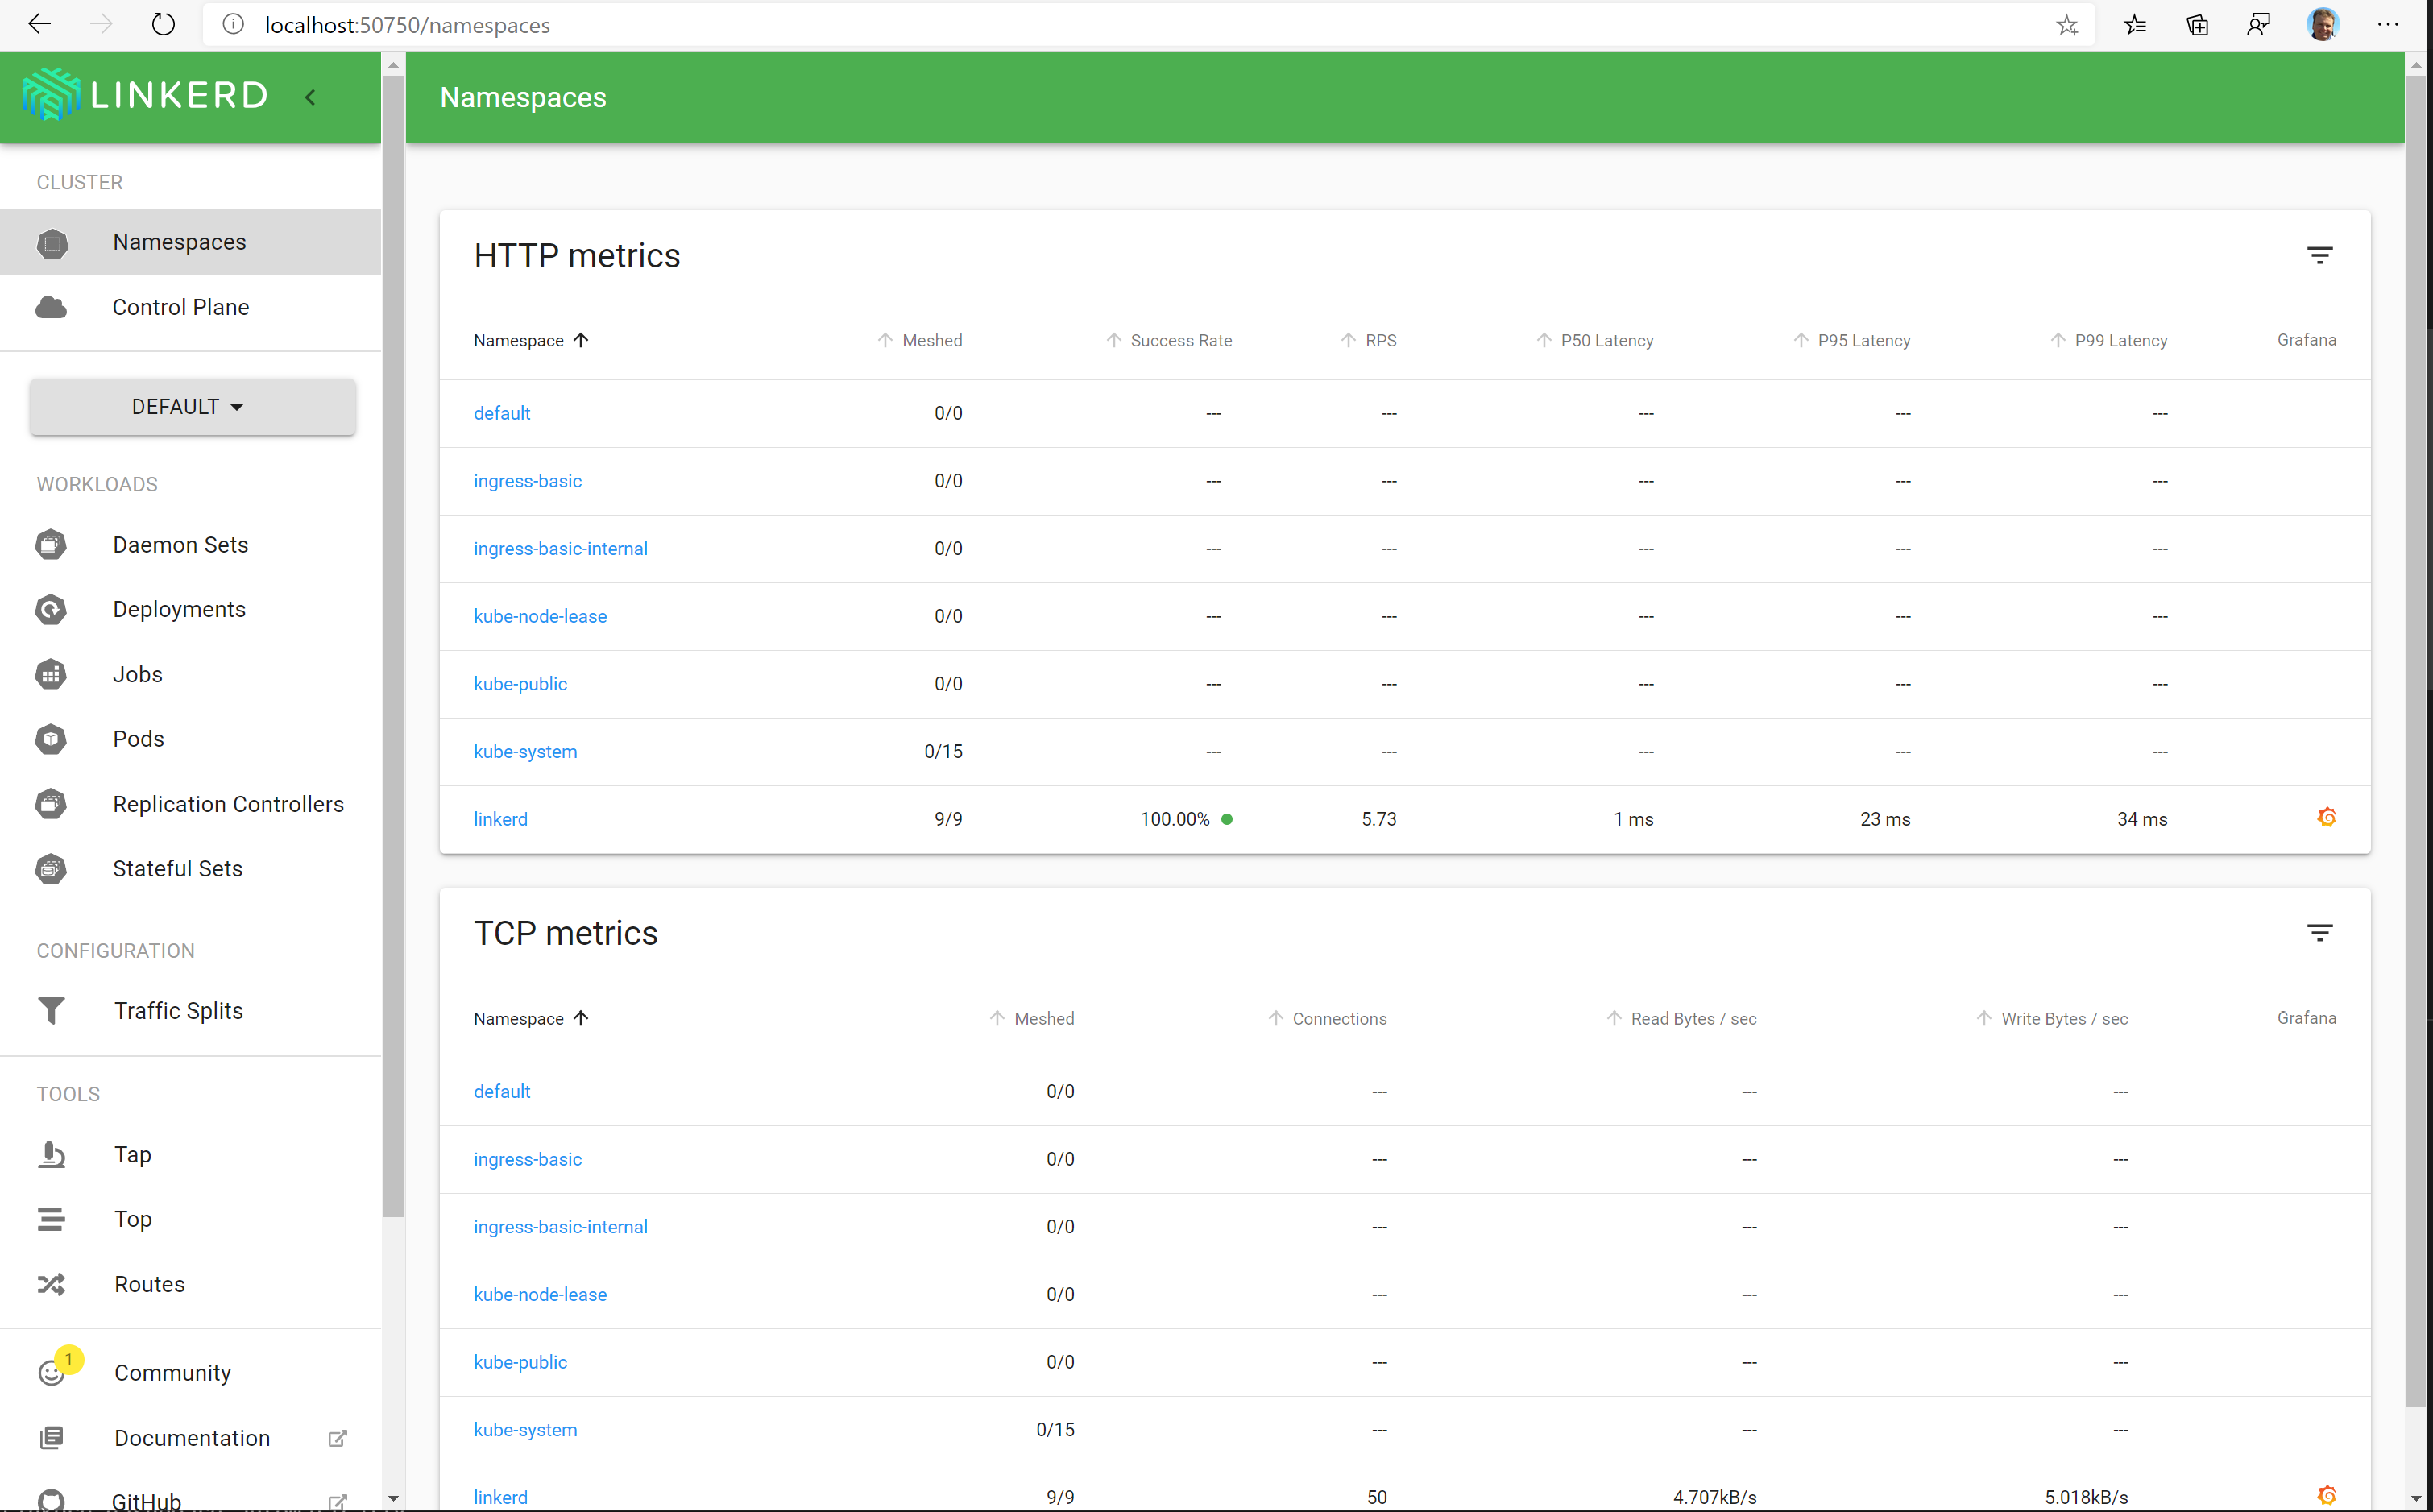 localhost:50750/namespaces
LINKERD
Namespaces
CLUSTER
Namespaces
Control Plane
DEFAULT
WORKLOADS
Daemon Sets
Deployments
Jobs
Pods
Replication Controllers
Stateful Sets
CONFIGURATION
Traffic Splits
TOOLS
Tap
Top
Routes
1
Community
Documentation
GitHub
HTTP metrics
Namespace Meshed Success Rate RPS P50 Latency P95 Latency P99 Latency Grafana
default 0/0 --- --- --- --- ---
ingress-basic 0/0 --- --- --- --- ---
ingress-basic-internal 0/0 --- --- --- --- ---
kube-node-lease 0/0 --- --- --- --- ---
kube-public 0/0 --- --- --- --- ---
kube-system 0/15 --- --- --- --- ---
linkerd 9/9 100.00% 5.73 1 ms 23 ms 34 ms
TCP metrics
Namespace Meshed Connections Read Bytes / sec Write Bytes / sec Grafana
default 0/0 --- --- ---
ingress-basic 0/0 --- --- ---
ingress-basic-internal 0/0 --- --- ---
kube-node-lease 0/0 --- --- ---
kube-public 0/0 --- --- ---
kube-system 0/15 --- --- ---
linkerd 9/9 50 4.707kB/s 5.018kB/s